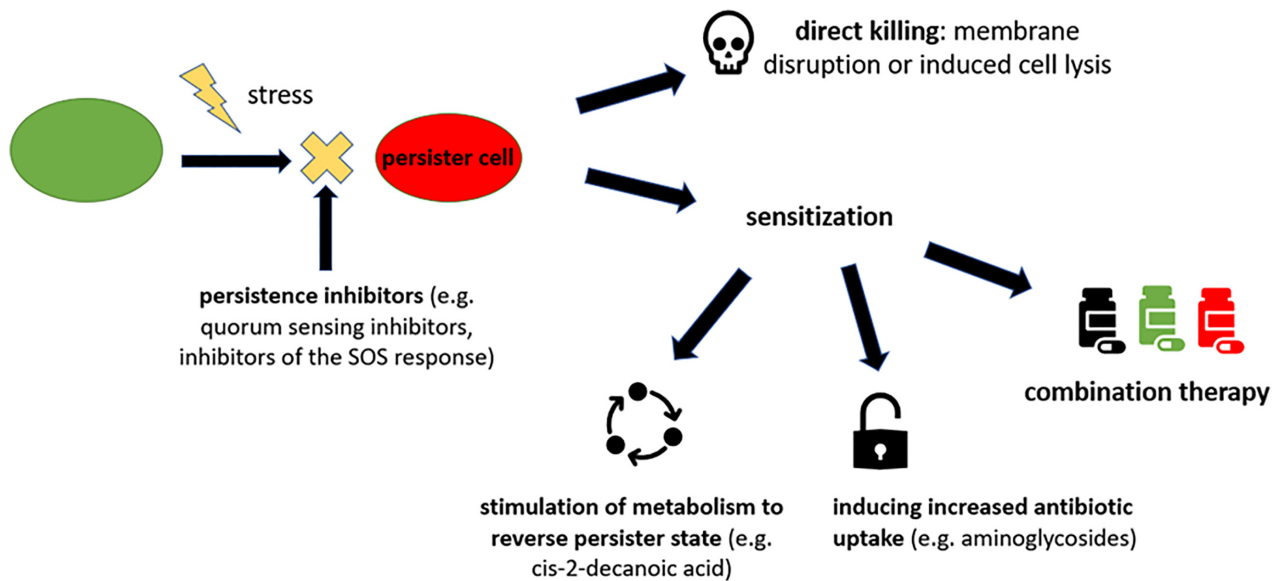 direct killing: membrane
disruption or induced cell lysis
stress
persister cell
sensitization
persistence inhibitors (e.g.
quorum sensing inhibitors,
inhibitors of the SOS response)
combination therapy
stimulation of metabolism to
reverse persister state (e.g.
cis-2-decanoic acid)
inducing increased antibiotic
uptake (e.g. aminoglycosides)